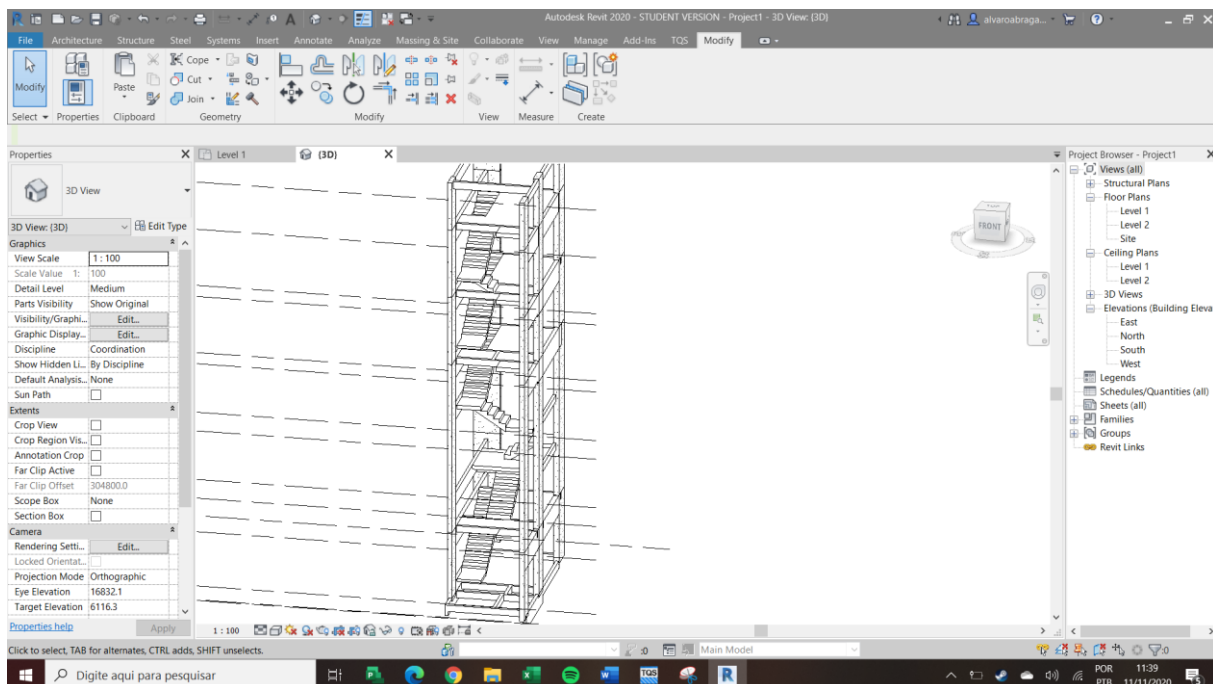 Autodesk Revit 2020 - STUDENT VERSION - Project1 - 3D View: {3D}
alvaroabraga...
File Architecture Structure Steel Systems Insert Annotate Analyze Massing & Site Collaborate View Manage Add-Ins TQS Modify
Modify
Paste
Cope
Cut
Join
Select Properties Clipboard Geometry Modify View Measure Create
Properties
Level 1
{3D}
Project Browser - Project1
3D View
3D View: {3D}
Edit Type
Graphics
View Scale 1 : 100
Scale Value 1: 100
Detail Level Medium
Parts Visibility Show Original
Visibility/Graphi... Edit...
Graphic Display... Edit...
Discipline Coordination
Show Hidden Li... By Discipline
Default Analysis... None
Sun Path
Extents
Crop View
Crop Region Vis...
Annotation Crop
Far Clip Active
Far Clip Offset 304800.0
Scope Box None
Section Box
Camera
Rendering Setti... Edit...
Locked Orientat...
Projection Mode Orthographic
Eye Elevation 16832.1
Target Elevation 6116.3
Properties help
Apply
FRONT
Views (all)
Structural Plans
Floor Plans
Level 1
Level 2
Site
Ceiling Plans
Level 1
Level 2
3D Views
Elevations (Building Eleva
East
North
South
West
Legends
Schedules/Quantities (all)
Sheets (all)
Families
Groups
Revit Links
1 : 100
Click to select, TAB for alternates, CTRL adds, SHIFT unselects.
:0
Main Model
:0
Digite aqui para pesquisar
TQS
POR
PTB
11:39
11/11/2020